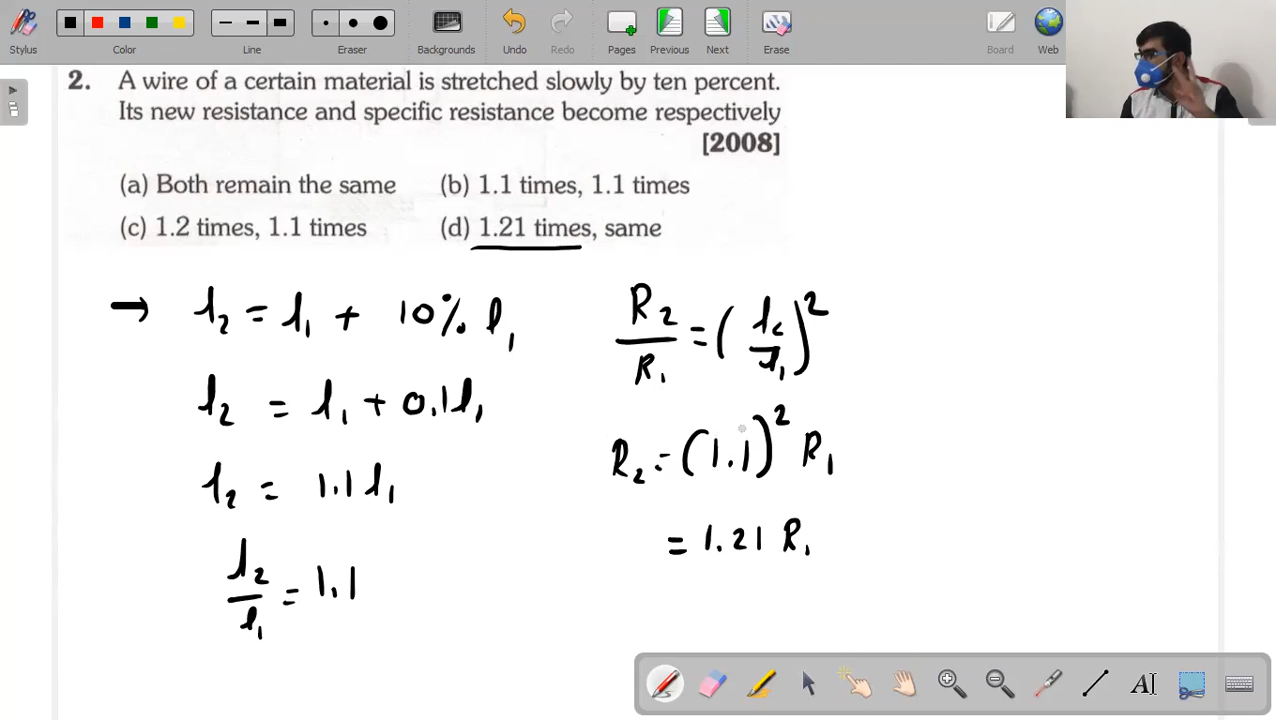 Stylus
Color
Line
Eraser
Backgrounds
Undo
Redo
Pages
Previous
Next
Erase
Board
Web
2. A wire of a certain material is stretched slowly by ten percent.
Its new resistance and specific resistance become respectively
[2008]
(a) Both remain the same (b) 1.1 times, 1.1 times
(c) 1.2 times, 1.1 times (d) 1.21 times, same
→ l₂ = l₁ + 10% l₁
l₂ = l₁ + 0.1l₁
l₂ = 1.1 l₁
l₂/l₁ = 1.1
R₂/R₁ = (l₂/l₁)²
R₂ = (1.1)² R₁
= 1.21 R₁